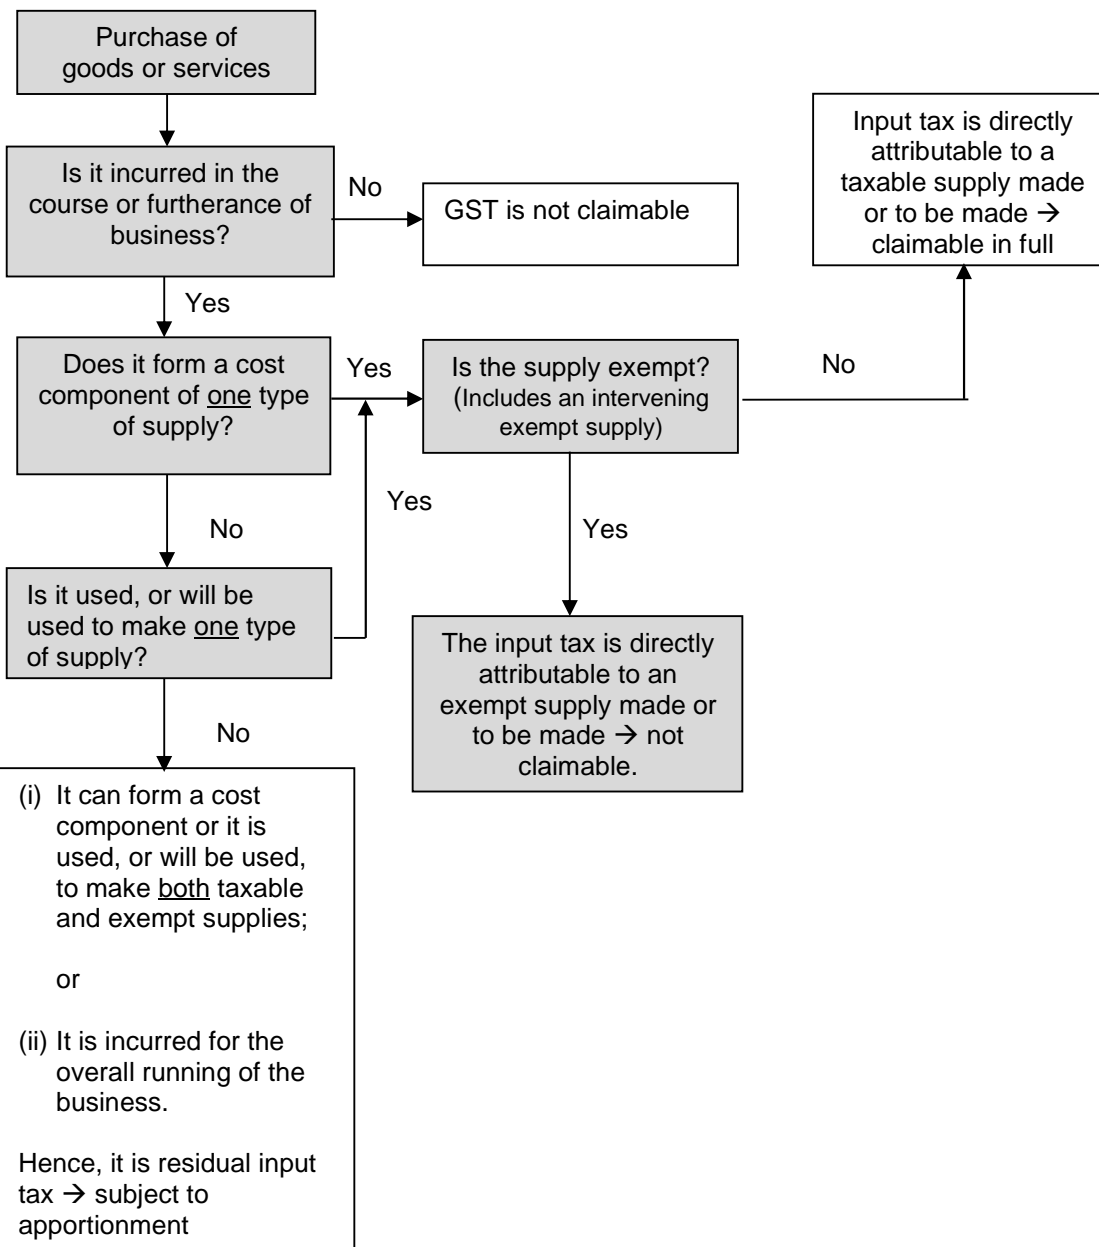 Purchase of
goods or services
Is it incurred in the
course or furtherance of
business?
No
GST is not claimable
Input tax is directly
attributable to a
taxable supply made
or to be made →
claimable in full
Yes
Does it form a cost
component of one type
of supply?
Yes
Is the supply exempt?
(Includes an intervening
exempt supply)
No
Yes
No
Yes
Is it used, or will be
used to make one type
of supply?
The input tax is directly
attributable to an
exempt supply made or
to be made → not
claimable.
No
(i) It can form a cost
component or it is
used, or will be used,
to make both taxable
and exempt supplies;
or
(ii) It is incurred for the
overall running of the
business.
Hence, it is residual input
tax → subject to
apportionment